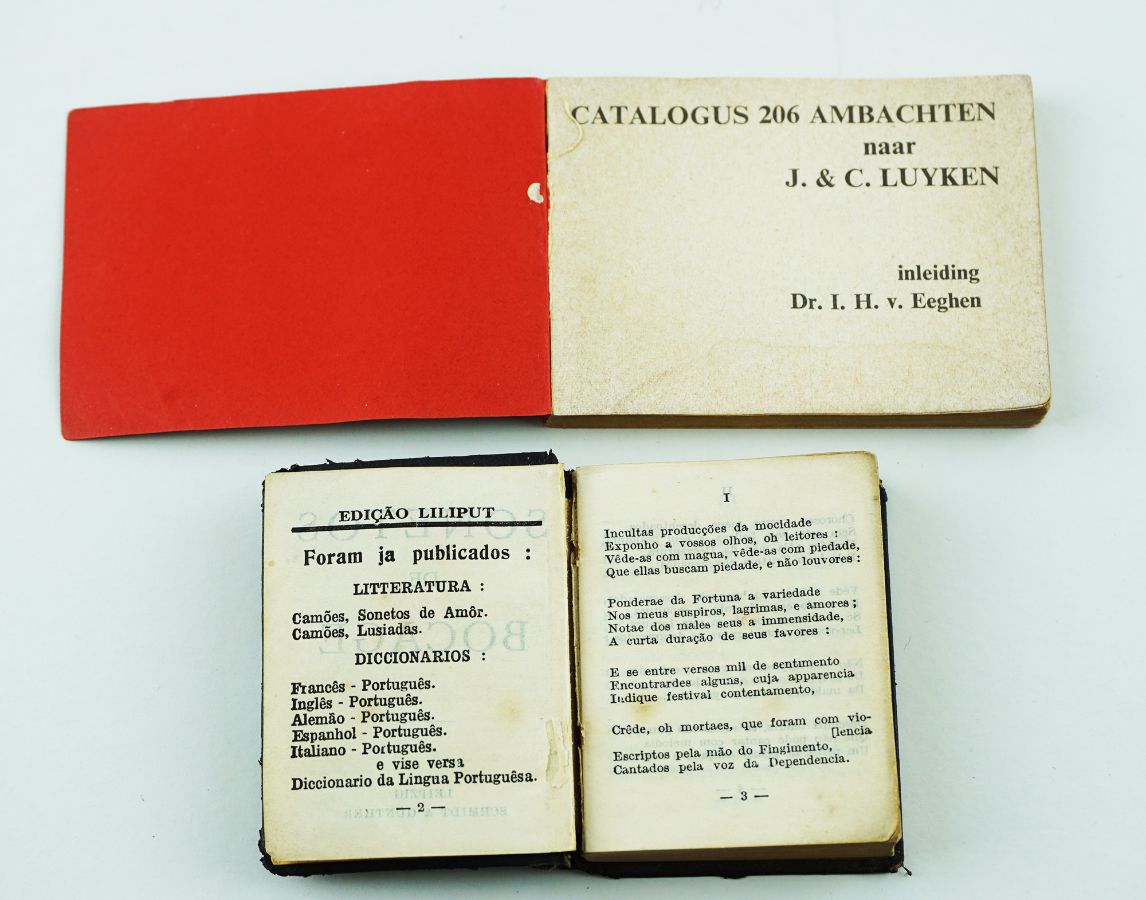 CATALOGUS 206 AMBACHTEN
naar
J. & C. LUYKEN
inleiding
Dr. I. H. v. Eeghen
EDIÇÃO LILIPUT
Foram ja publicados :
LITTERATURA :
Camões, Sonetos de Amôr.
Camões, Lusiadas.
DICCIONARIOS :
Francês - Português.
Inglês - Português.
Alemão - Português.
Espanhol - Português.
Italiano - Português.
e vise versa
Diccionario da Lingua Portuguêsa.
— 2 —
I
Incultas producções da mocidade
Exponho a vossos olhos, oh leitores :
Vêde-as com magua, vêde-as com piedade,
Que ellas buscam piedade, e não louvores :
Ponderae da Fortuna a variedade
Nos meus suspiros, lagrimas, e amores ;
Notae dos males seus a immensidade,
A curta duração de seus favores :
E se entre versos mil de sentimento
Encontrardes alguns, cuja apparencia
Indique festival contentamento,
Crêde, oh mortaes, que foram com vio-
[lencia
Escriptos pela mão do Fingimento,
Cantados pela voz da Dependencia.
— 3 —